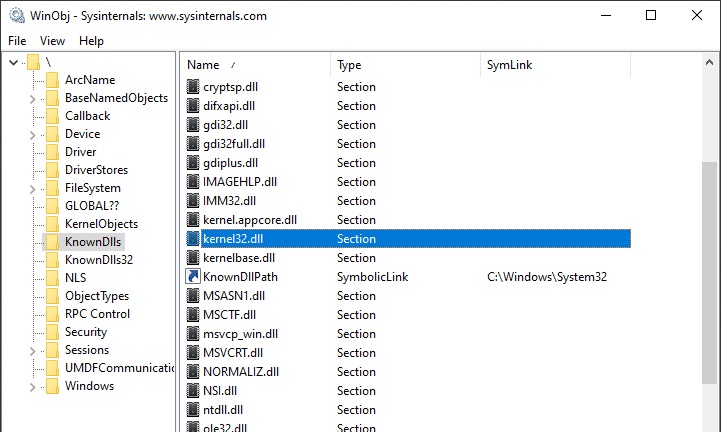 WinObj - Sysinternals: www.sysinternals.com
File View Help
\
ArcName
BaseNamedObjects
Callback
Device
Driver
DriverStores
FileSystem
GLOBAL??
KernelObjects
KnownDlls
KnownDlls32
NLS
ObjectTypes
RPC Control
Security
Sessions
UMDFCommunicatio
Windows
Name Type SymLink
cryptsp.dll Section
difxapi.dll Section
gdi32.dll Section
gdi32full.dll Section
gdiplus.dll Section
IMAGEHLP.dll Section
IMM32.dll Section
kernel.appcore.dll Section
kernel32.dll Section
kernelbase.dll Section
KnownDllPath SymbolicLink C:\Windows\System32
MSASN1.dll Section
MSCTF.dll Section
msvcp_win.dll Section
MSVCRT.dll Section
NORMALIZ.dll Section
NSI.dll Section
ntdll.dll Section
ole32.dll Section